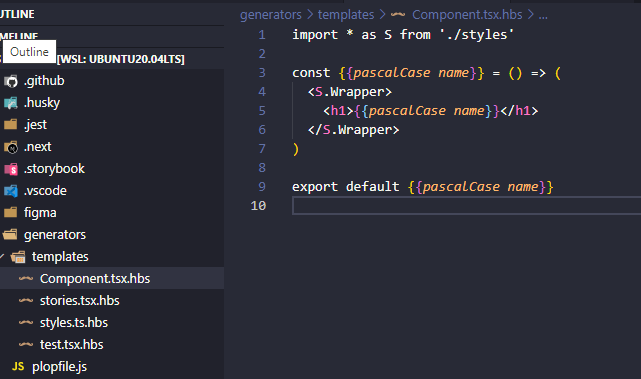 UTLINE
MELINE
Outline
[WSL: UBUNTU20.04LTS]
.github
.husky
.jest
.next
.storybook
.vscode
figma
generators
templates
Component.tsx.hbs
stories.tsx.hbs
styles.ts.hbs
test.tsx.hbs
JS plopfile.js
generators > templates > Component.tsx.hbs > ...
1 import * as S from './styles'
2
3 const {{pascalCase name}} = () => (
4 <S.Wrapper>
5 <h1>{{pascalCase name}}</h1>
6 </S.Wrapper>
7 )
8
9 export default {{pascalCase name}}
10